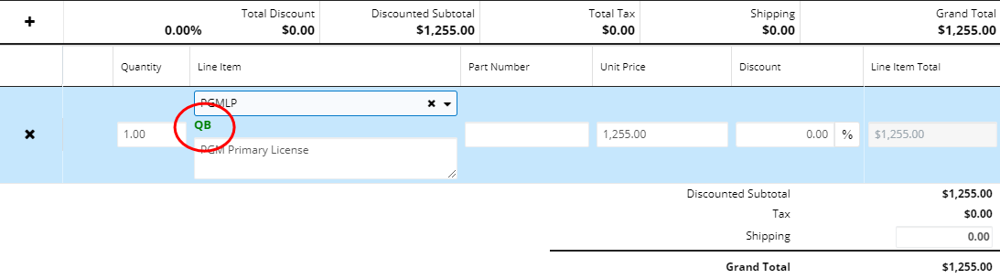 + Total Discount Discounted Subtotal Total Tax Shipping Grand Total
0.00% $0.00 $1,255.00 $0.00 $0.00 $1,255.00
Quantity Line Item Part Number Unit Price Discount Line Item Total
PGMLP
QB
1.00 1,255.00 0.00 % $1,255.00
PGM Primary License
Discounted Subtotal $1,255.00
Tax $0.00
Shipping 0.00
Grand Total $1,255.00